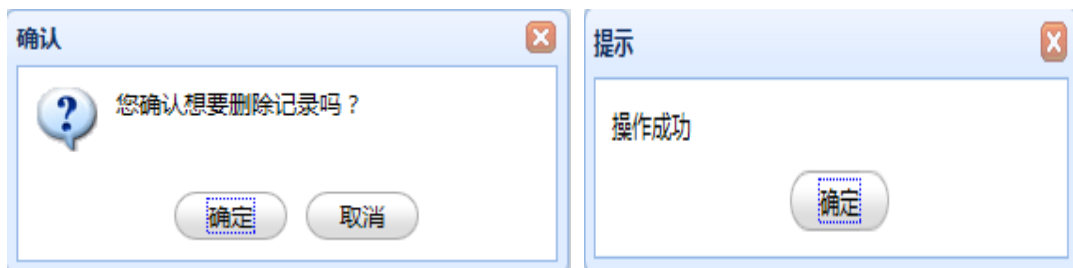 确认
您确认想要删除记录吗？
确定
取消
提示
操作成功
确定